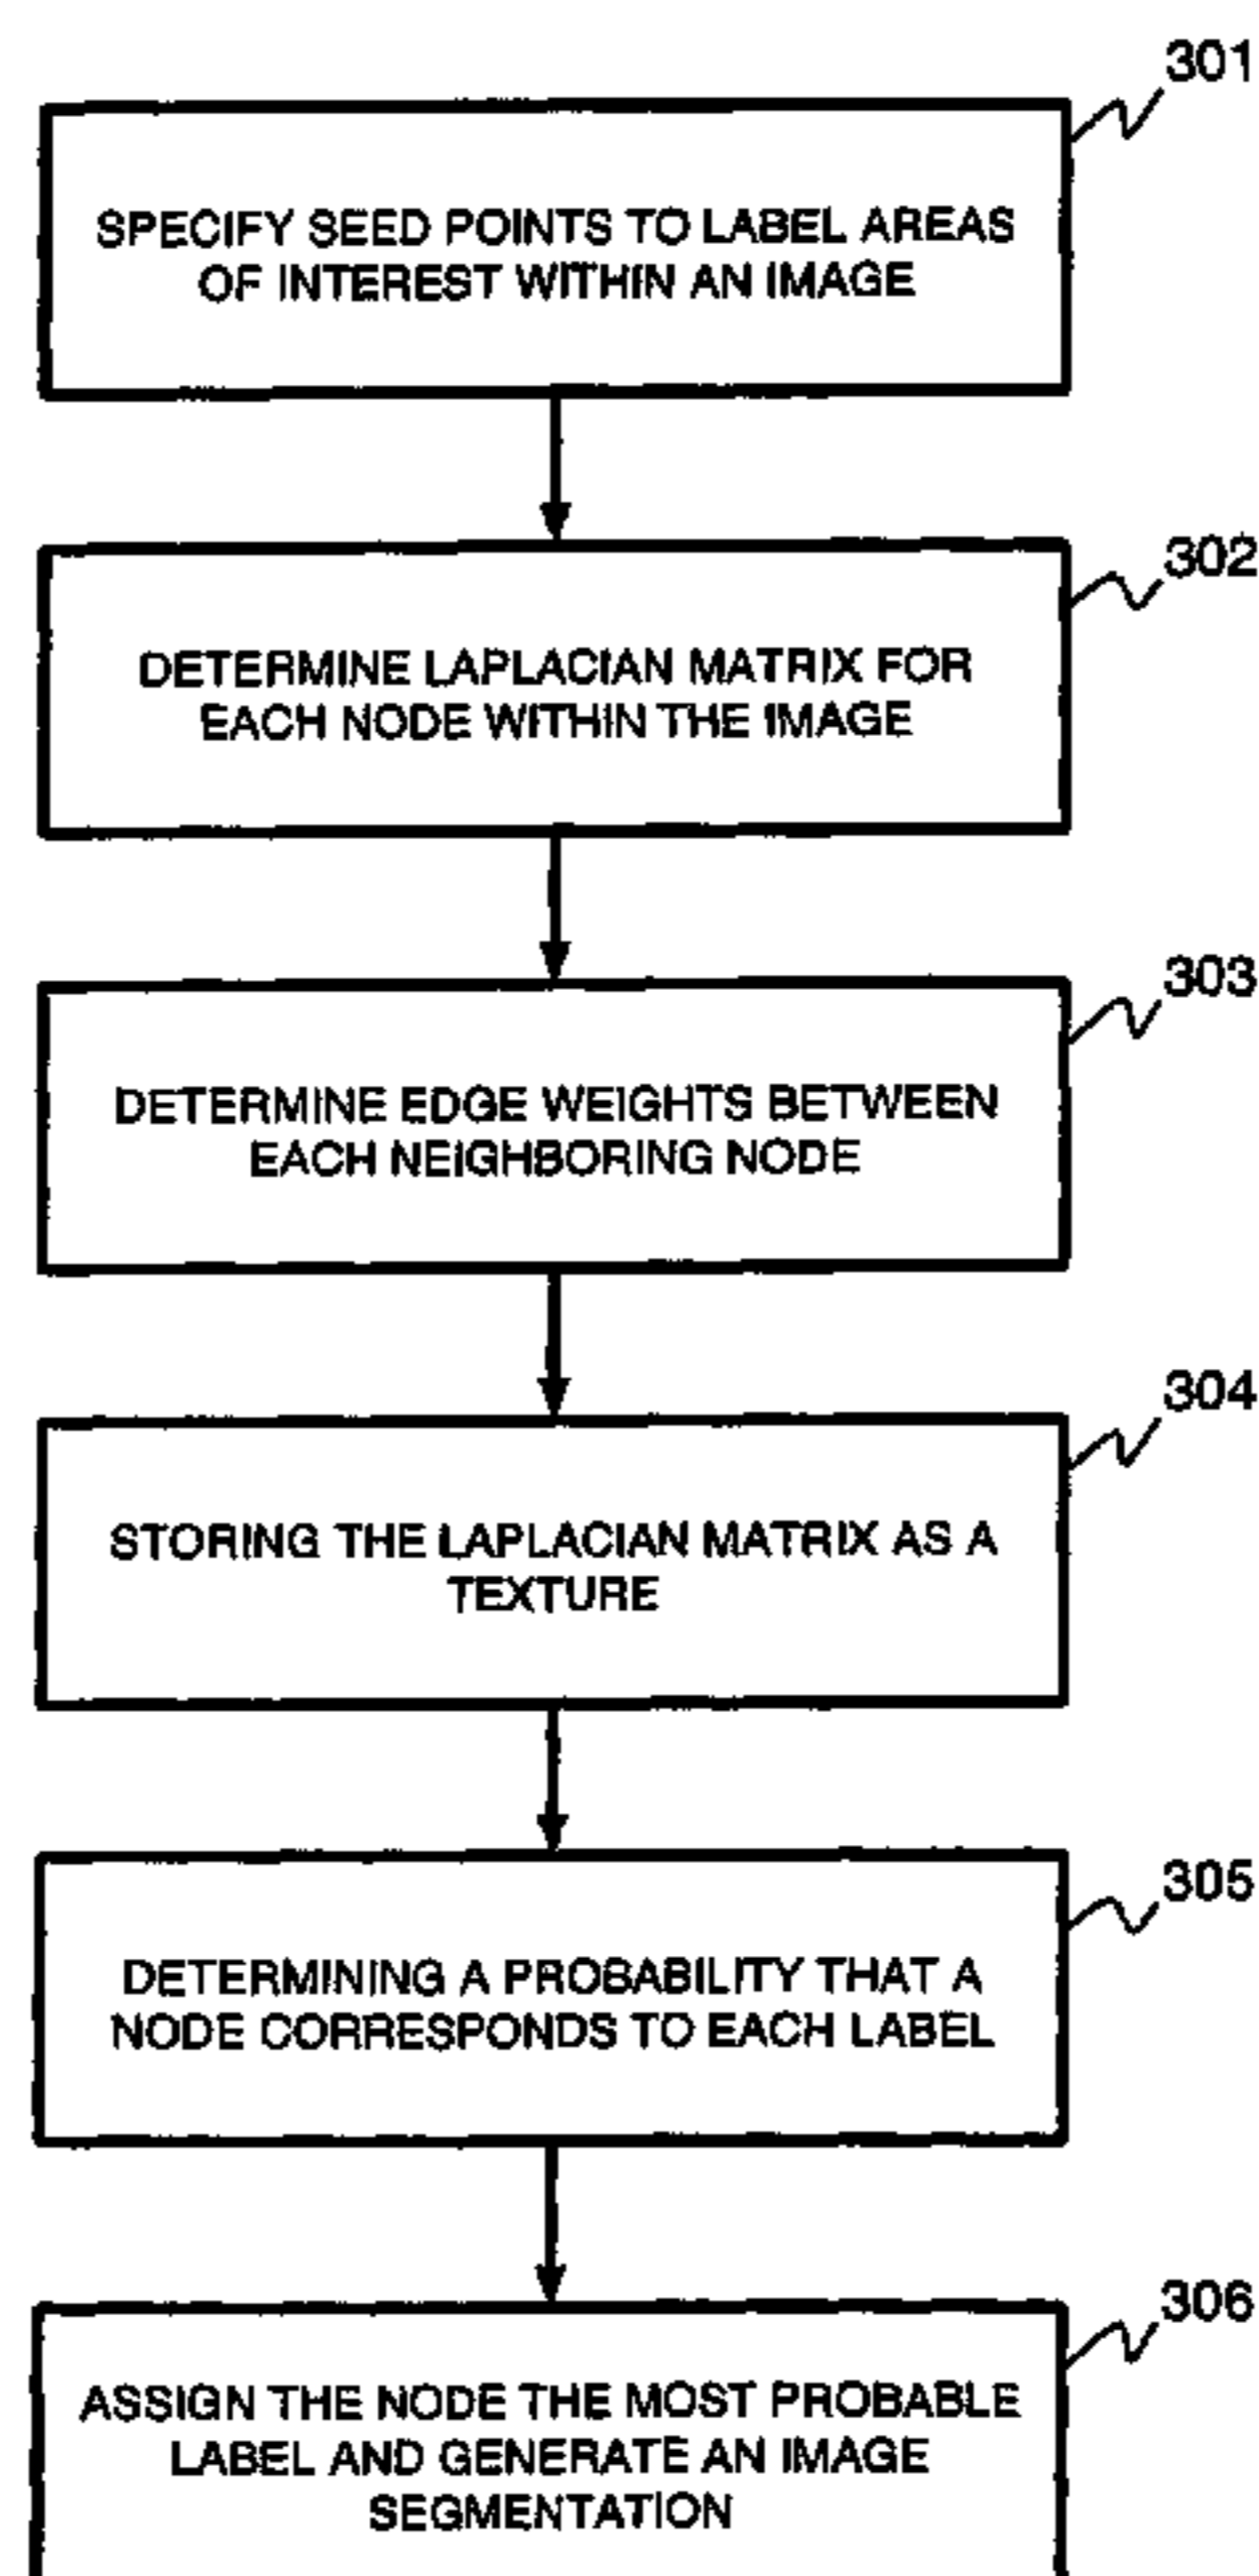 301
SPECIFY SEED POINTS TO LABEL AREAS
OF INTEREST WITHIN AN IMAGE
302
DETERMINE LAPLACIAN MATRIX FOR
EACH NODE WITHIN THE IMAGE
303
DETERMINE EDGE WEIGHTS BETWEEN
EACH NEIGHBORING NODE
304
STORING THE LAPLACIAN MATRIX AS A
TEXTURE
305
DETERMINING A PROBABILITY THAT A
NODE CORRESPONDS TO EACH LABEL
306
ASSIGN THE NODE THE MOST PROBABLE
LABEL AND GENERATE AN IMAGE
SEGMENTATION